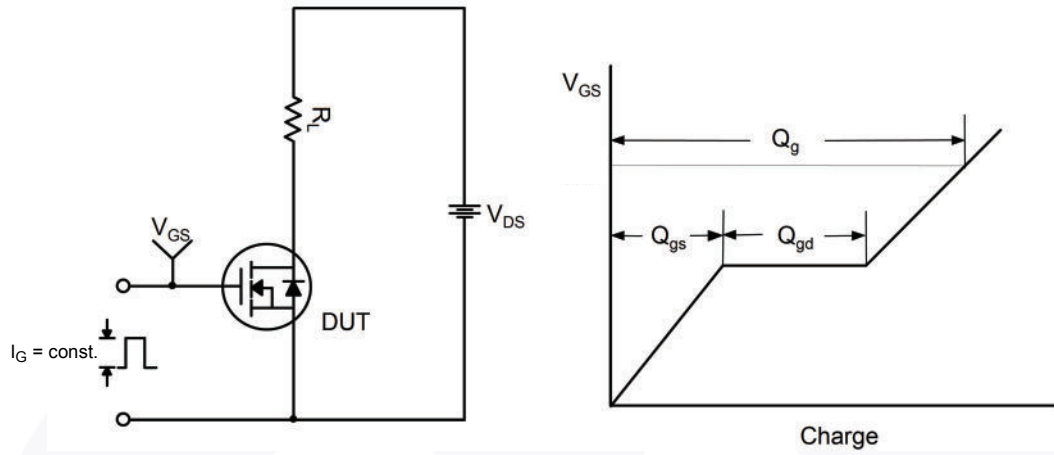 R_L
V_DS
V_GS
DUT
I_G = const.
V_GS
Q_g
Q_gs
Q_gd
Charge